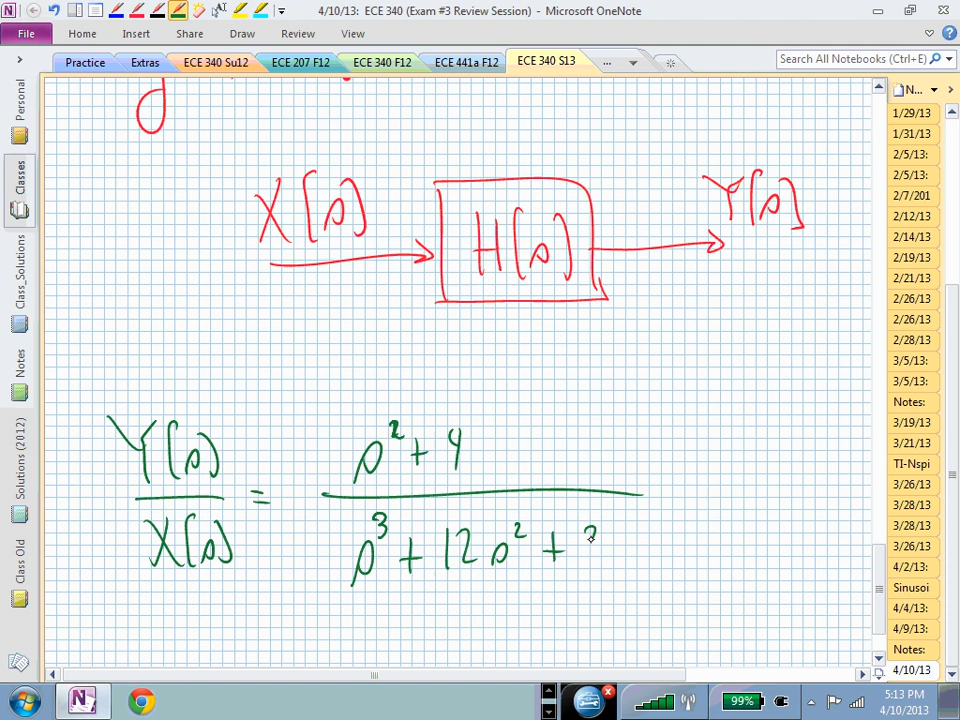 4/10/13: ECE 340 (Exam #3 Review Session) - Microsoft OneNote
File Home Insert Share Draw Review View
Practice Extras ECE 340 Su12 ECE 207 F12 ECE 340 F12 ECE 441a F12 ECE 340 S13 ... Search All Notebooks (Ctrl+E)
Personal
Classes
Class_Solutions
Notes
Solutions (2012)
Class Old
y
X(s) H(s) Y(s)
Y(s) = s² + 4
X(s) s³ + 12s² +
N...
1/29/13
1/31/13
2/5/13:
2/5/13:
2/7/201
2/12/13
2/14/13
2/19/13
2/21/13
2/26/13
2/26/13
2/28/13
3/5/13:
3/5/13:
Notes:
3/19/13
3/21/13
TI-Nspi
3/26/13
3/28/13
3/28/13
3/26/13
4/2/13
Sinusoi
4/4/13:
4/9/13:
Notes:
4/10/13
99%
5:13 PM
4/10/2013